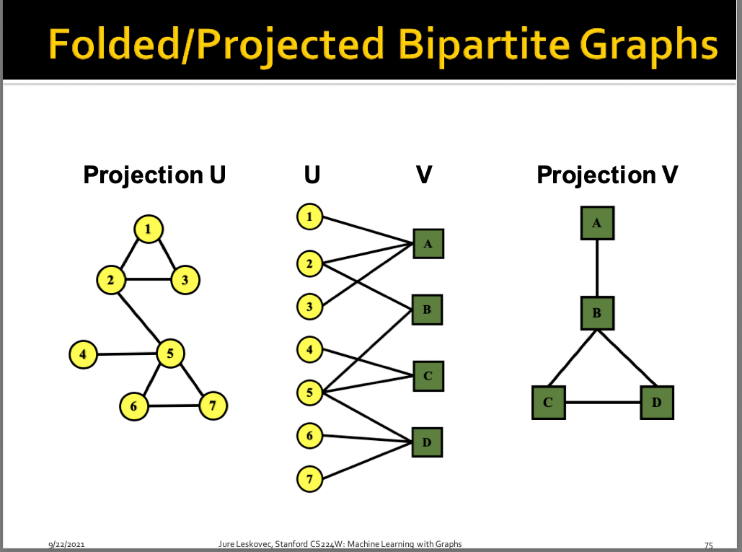 Folded/Projected Bipartite Graphs
Projection U
U
V
Projection V
1
2
3
4
5
6
7
1
2
3
4
5
6
7
A
B
C
D
A
B
C
D
9/22/2021
Jure Leskovec, Stanford CS224W: Machine Learning with Graphs
75